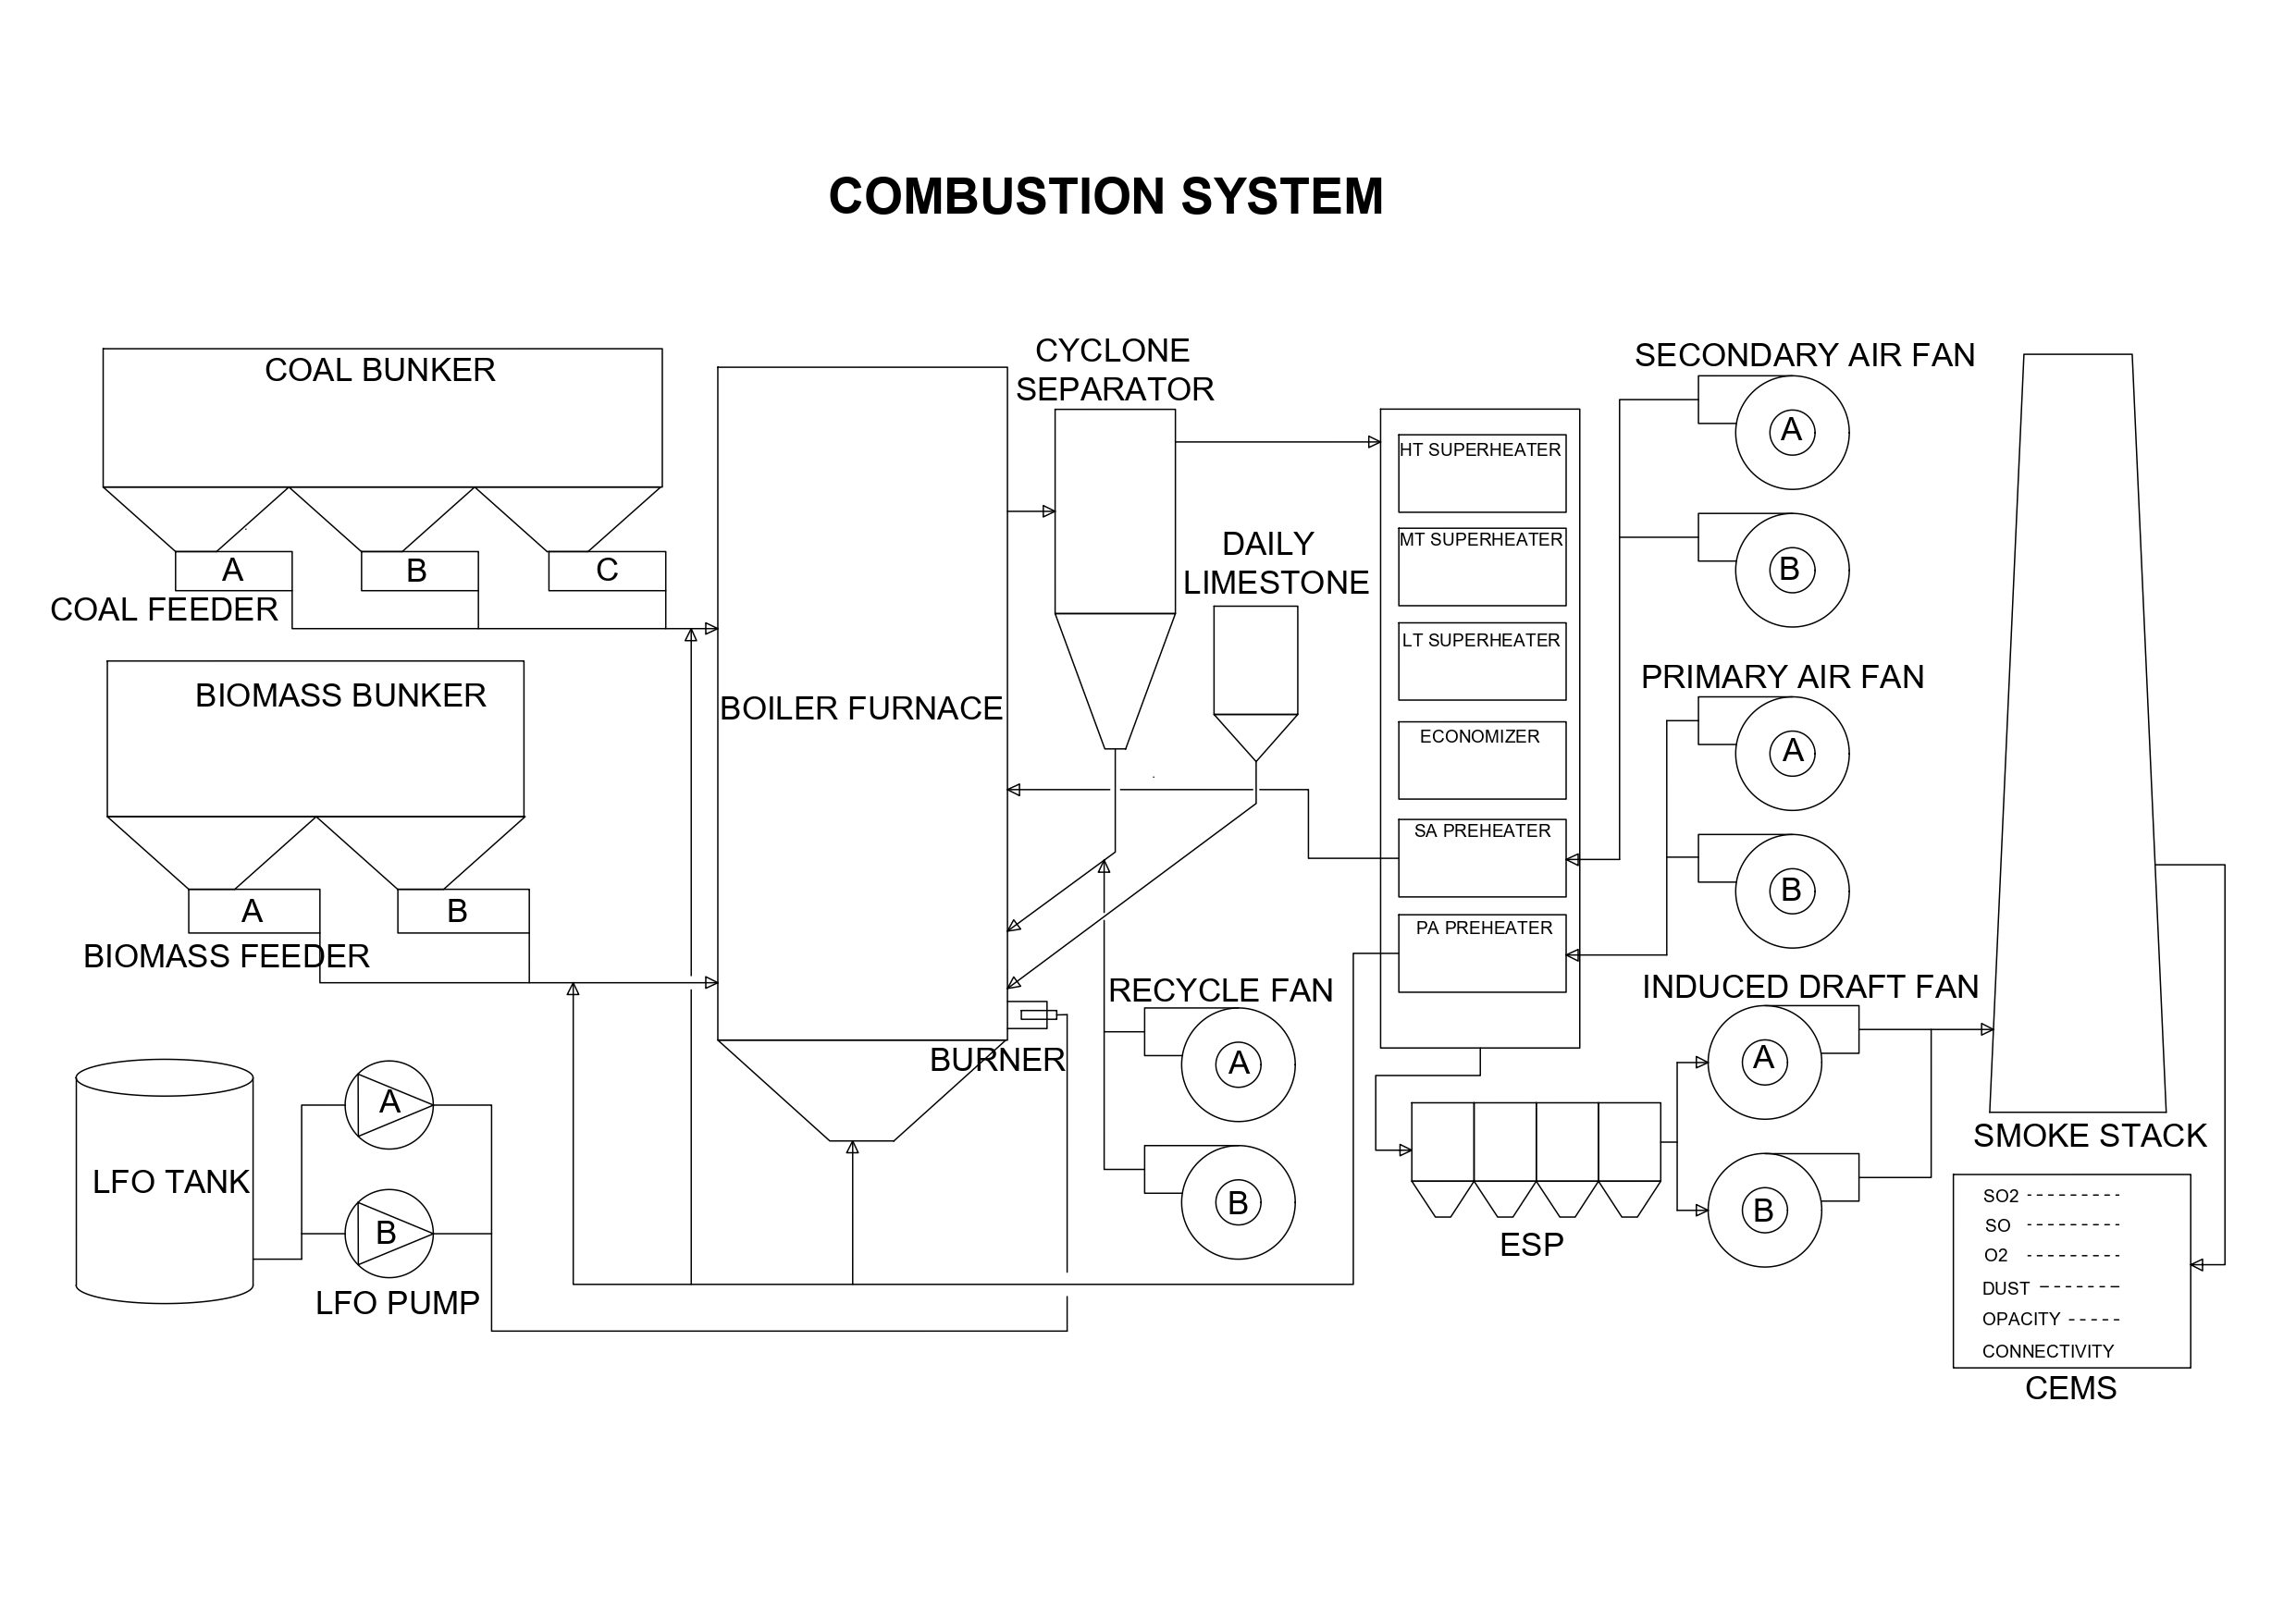 COMBUSTION SYSTEM
COAL BUNKER
A
B
C
COAL FEEDER
BIOMASS BUNKER
A
B
BIOMASS FEEDER
LFO TANK
A
B
LFO PUMP
BOILER FURNACE
BURNER
CYCLONE
SEPARATOR
DAILY
LIMESTONE
RECYCLE FAN
A
B
HT SUPERHEATER
MT SUPERHEATER
LT SUPERHEATER
ECONOMIZER
SA PREHEATER
PA PREHEATER
ESP
SECONDARY AIR FAN
A
B
PRIMARY AIR FAN
A
B
INDUCED DRAFT FAN
A
B
SMOKE STACK
SO2 ----------
SO ----------
O2 ----------
DUST --------
OPACITY -----
CONNECTIVITY
CEMS